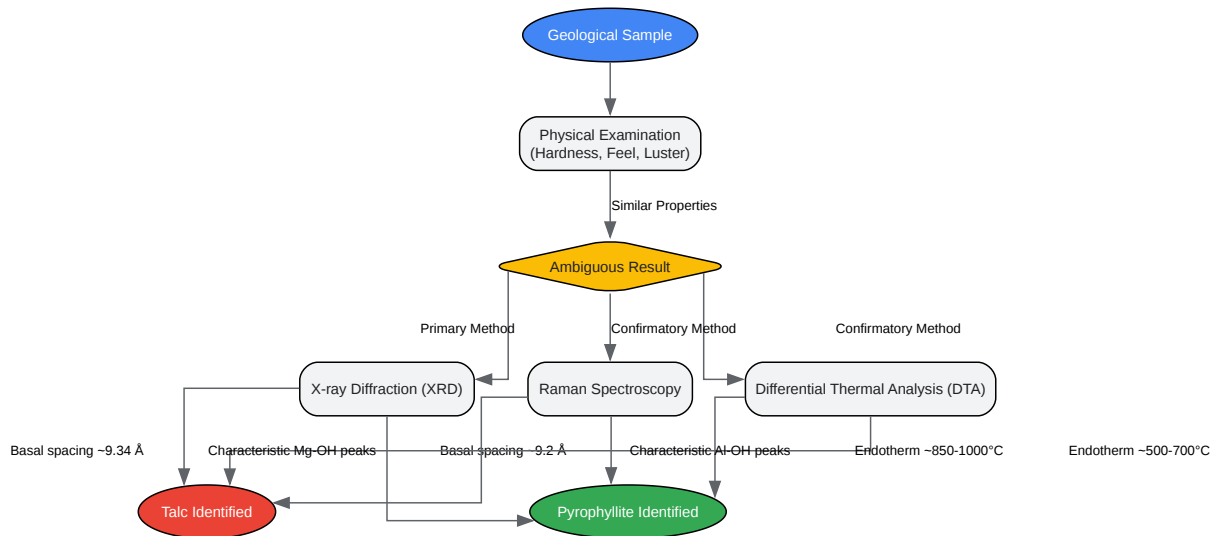 Geological Sample
Physical Examination
(Hardness, Feel, Luster)
Similar Properties
Ambiguous Result
Primary Method
Confirmatory Method
Confirmatory Method
X-ray Diffraction (XRD)
Raman Spectroscopy
Differential Thermal Analysis (DTA)
Basal spacing ~9.34 Å
Characteristic Mg-OH peaks
Basal spacing ~9.2 Å
Characteristic Al-OH peaks
Endotherm ~850-1000°C
Endotherm ~500-700°C
Talc Identified
Pyrophyllite Identified